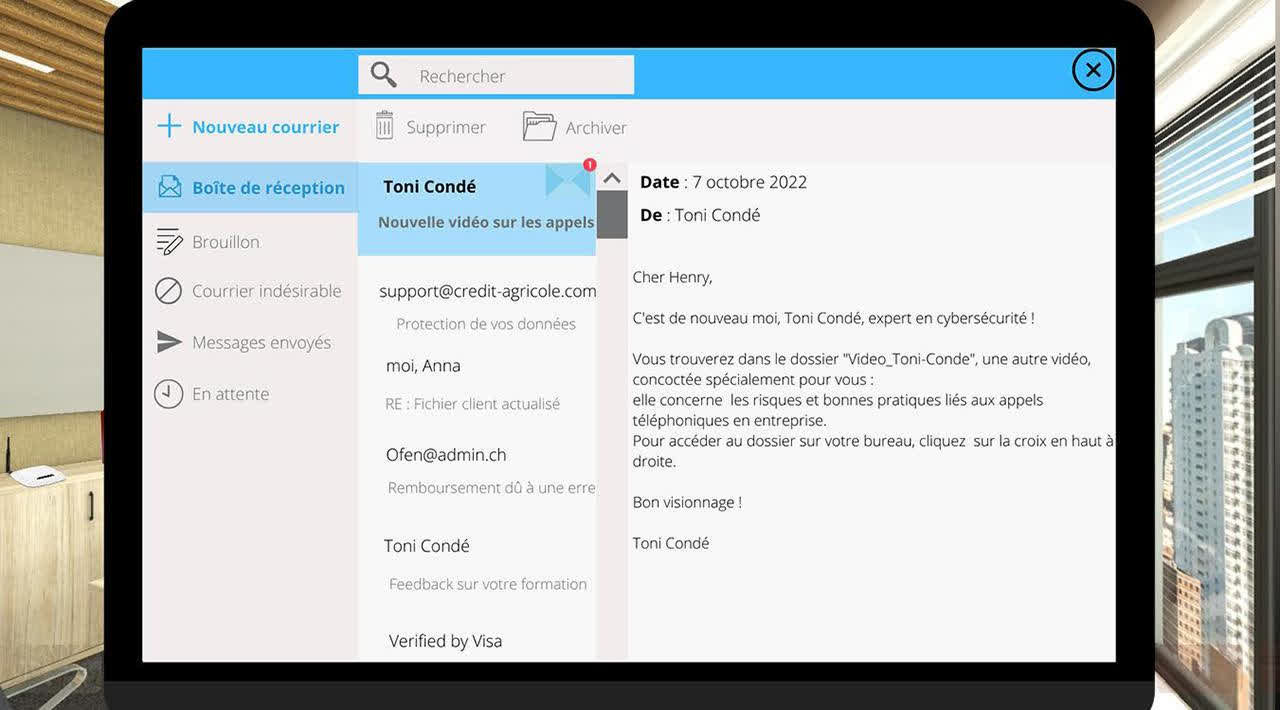 Rechercher
Nouveau courrier
Supprimer
Archiver
Boîte de réception
Brouillon
Courrier indésirable
Messages envoyés
En attente
Toni Condé
1
Nouvelle vidéo sur les appels
support@credit-agricole.com
Protection de vos données
moi, Anna
RE : Fichier client actualisé
Ofen@admin.ch
Remboursement dû à une erre
Toni Condé
Feedback sur votre formation
Verified by Visa
Date : 7 octobre 2022
De : Toni Condé
Cher Henry,
C'est de nouveau moi, Toni Condé, expert en cybersécurité !
Vous trouverez dans le dossier "Video_Toni-Conde", une autre vidéo,
concoctée spécialement pour vous :
elle concerne les risques et bonnes pratiques liés aux appels
téléphoniques en entreprise.
Pour accéder au dossier sur votre bureau, cliquez sur la croix en haut à
droite.
Bon visionnage !
Toni Condé